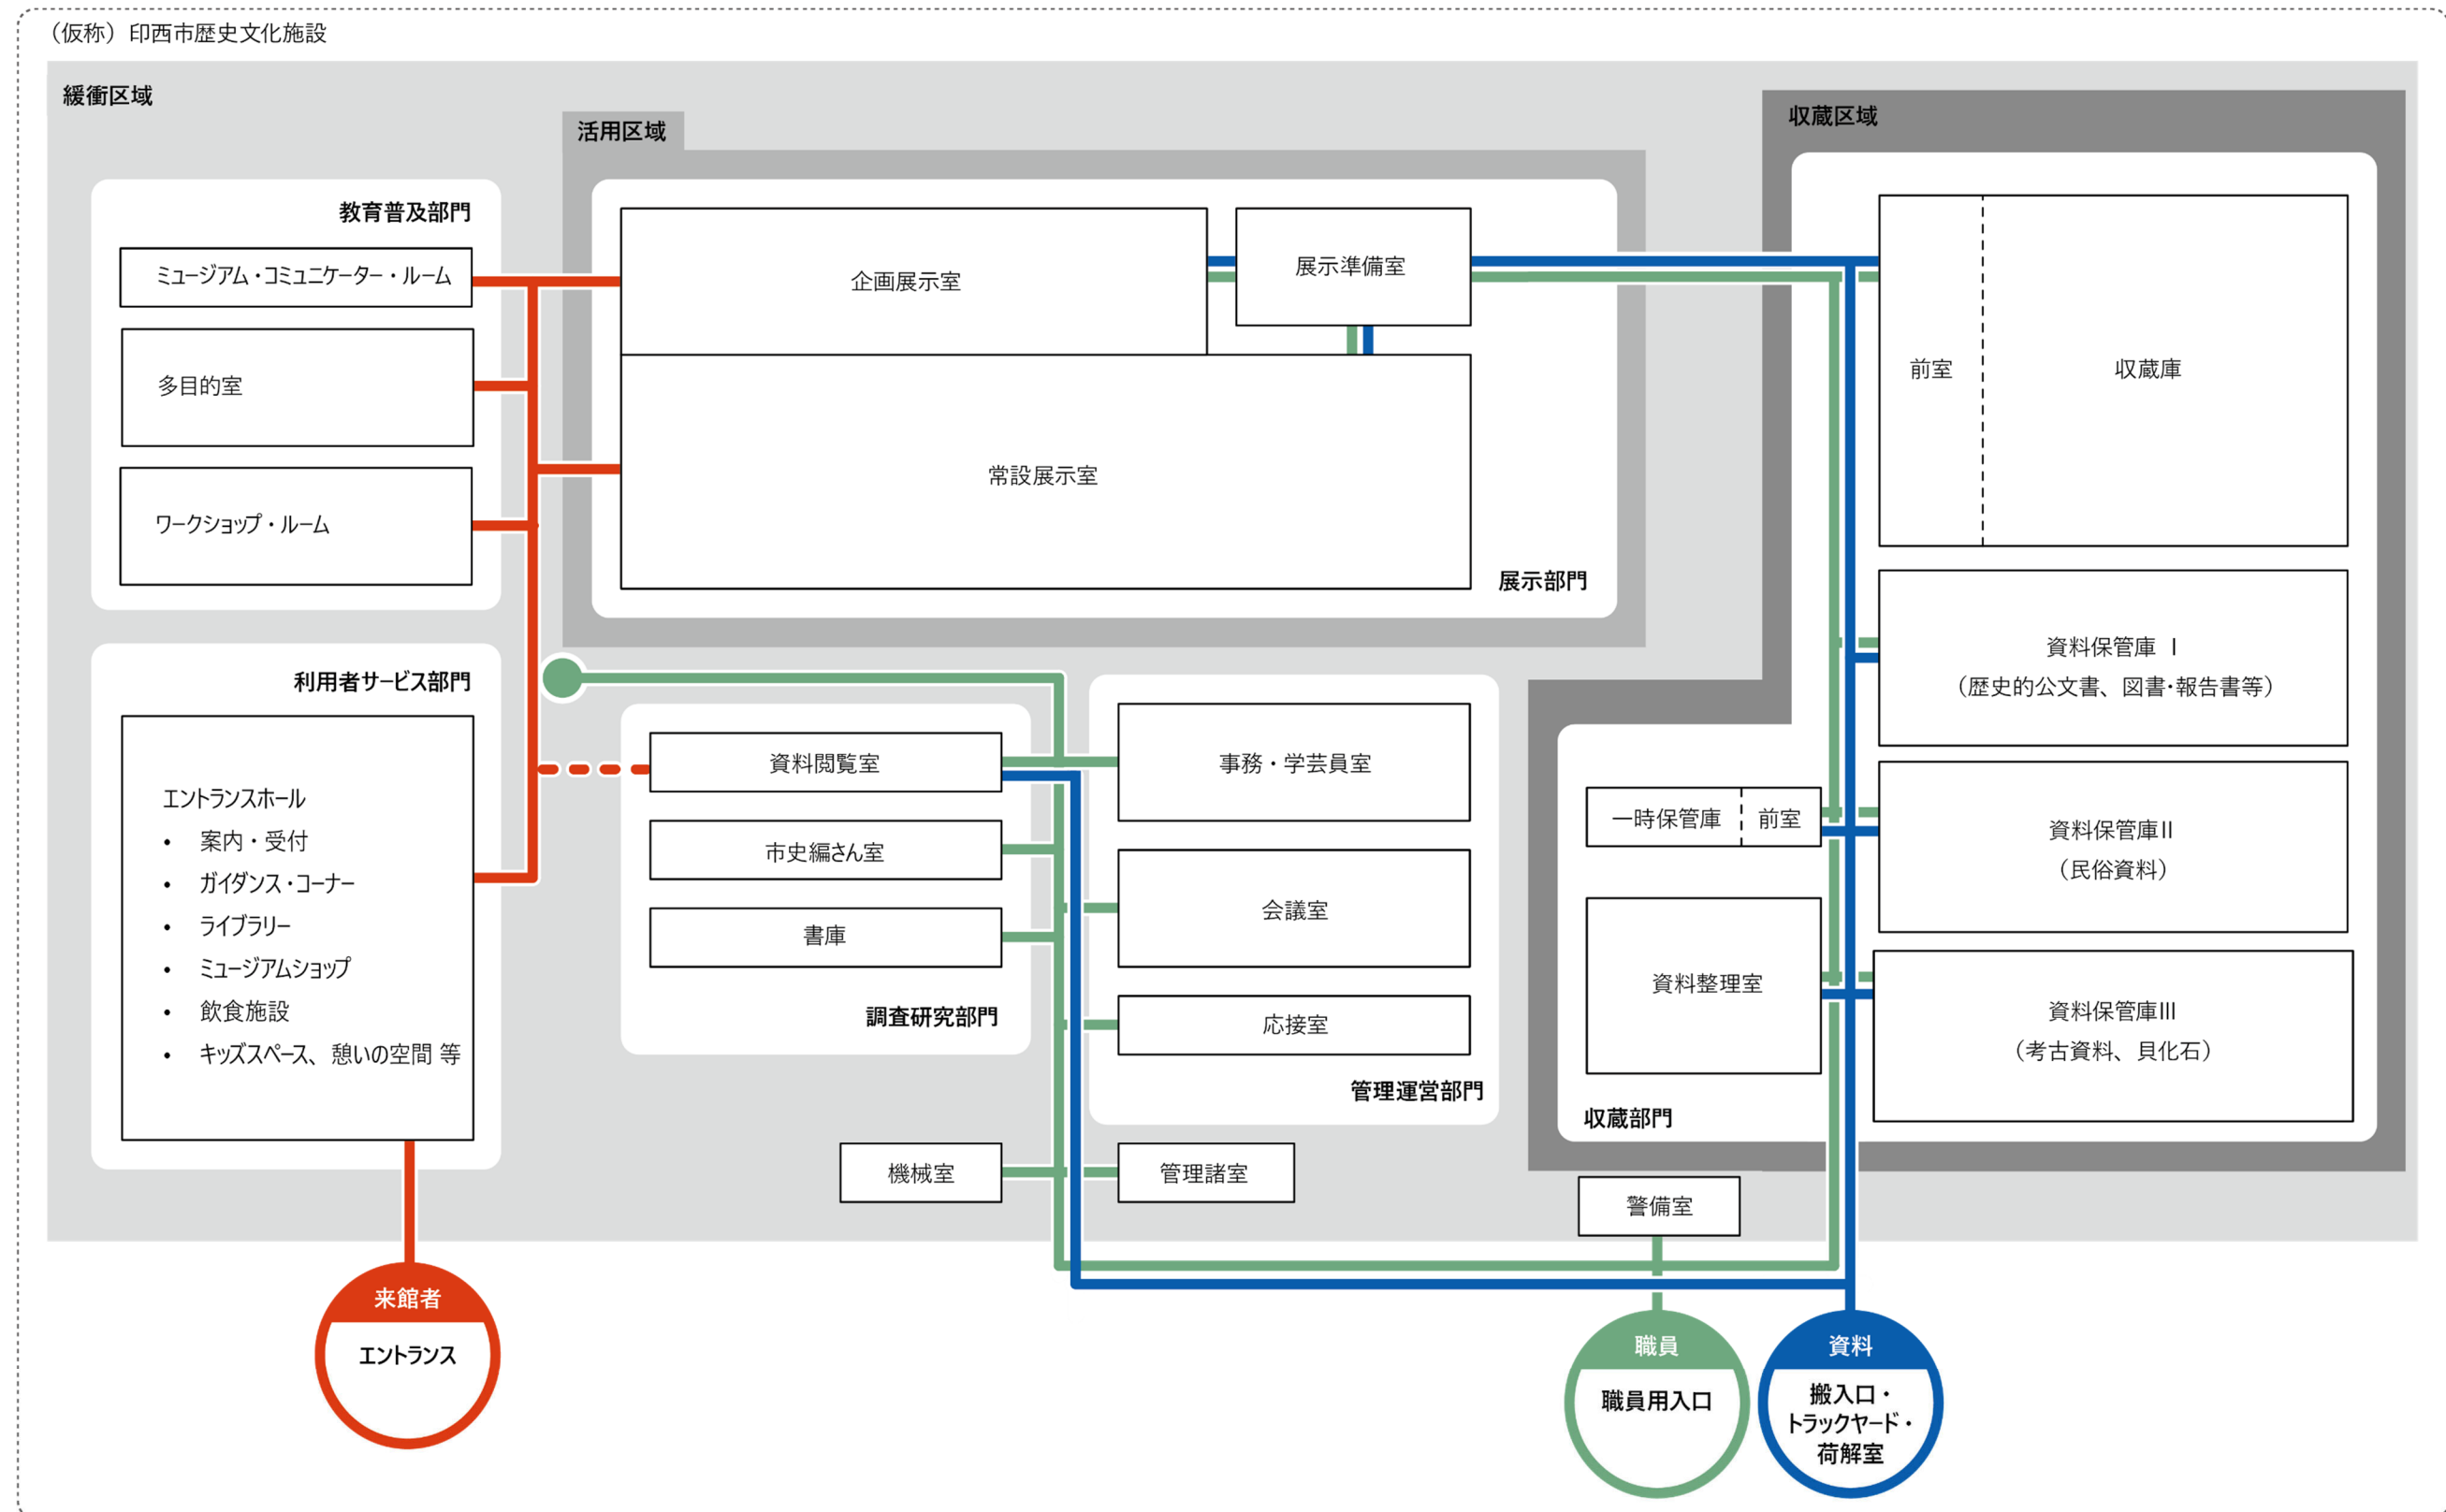 （仮称）印西市歴史文化施設
緩衝区域
活用区域
収蔵区域
教育普及部門
ミュージアム・コミュニケーター・ルーム
多目的室
ワークショップ・ルーム
企画展示室
展示準備室
常設展示室
展示部門
前室
収蔵庫
資料保管庫 Ⅰ
（歴史的公文書、図書・報告書等）
資料保管庫Ⅱ
（民俗資料）
資料保管庫Ⅲ
（考古資料、貝化石）
一時保管庫
前室
資料整理室
収蔵部門
利用者サービス部門
エントランスホール
• 案内・受付
• ガイダンス・コーナー
• ライブラリー
• ミュージアムショップ
• 飲食施設
• キッズスペース、憩いの空間 等
資料閲覧室
市史編さん室
書庫
調査研究部門
事務・学芸員室
会議室
応接室
管理運営部門
機械室
管理諸室
警備室
来館者
エントランス
職員
職員用入口
資料
搬入口・
トラックヤード・
荷解室